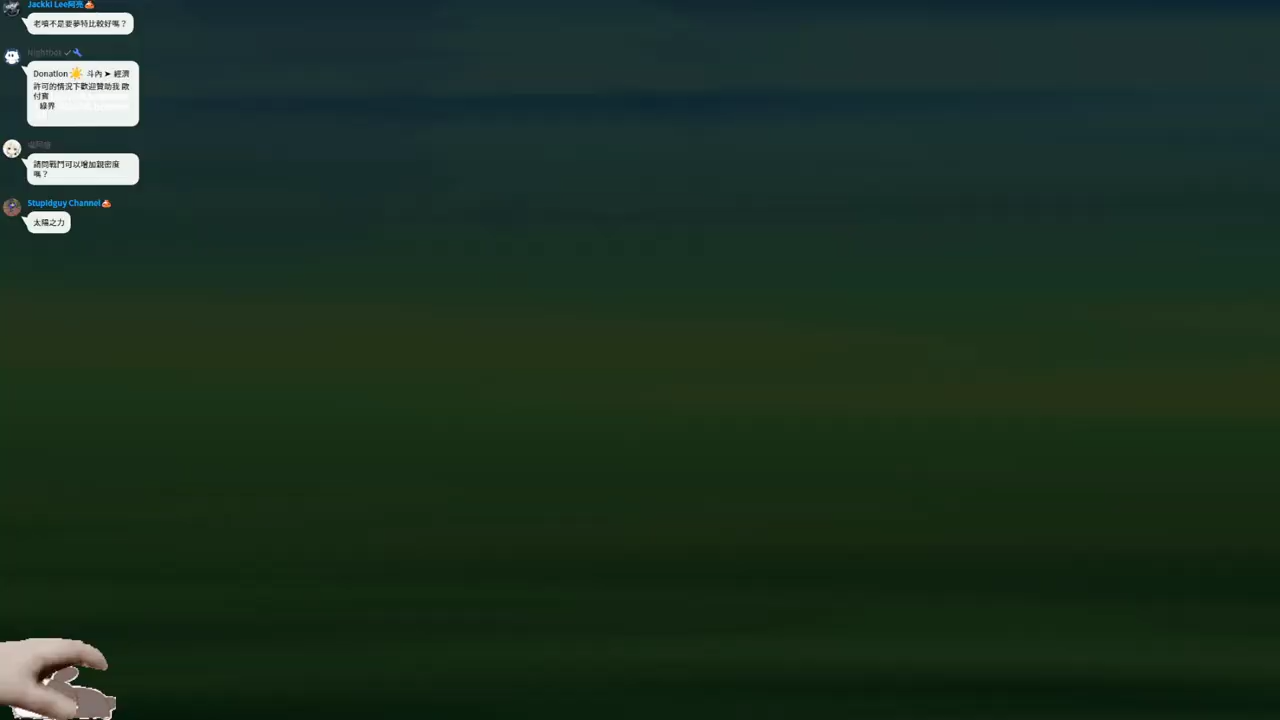 Jackki Lee阿亮
老噴不是要夢特比較好嗎？
Nightbot
Donation ☀️ 斗內 ➤ 經濟
許可的情況下歡迎贊助我 歐
付寶
綠界
請問戰鬥可以增加親密度
嗎？
Stupidguy Channel
太陽之力